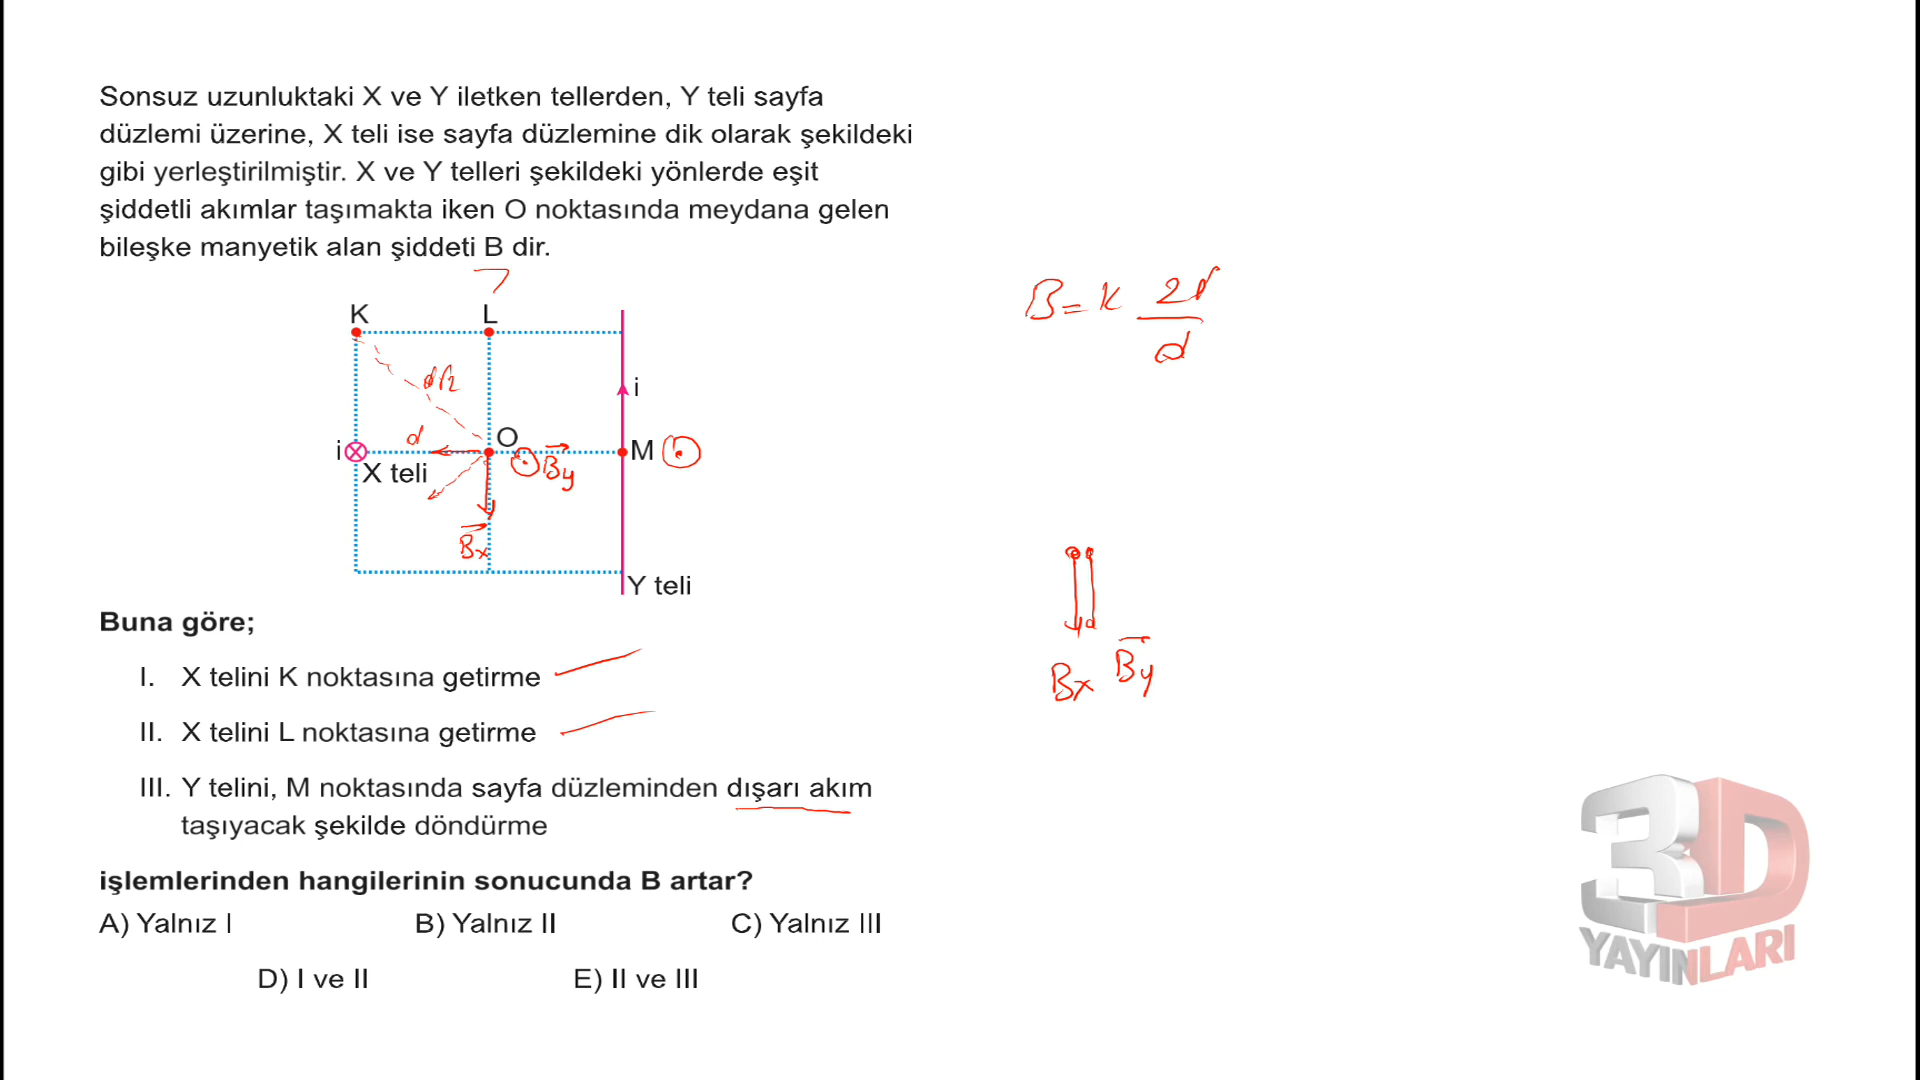 Sonsuz uzunluktaki X ve Y iletken tellerden, Y teli sayfa
düzlemi üzerine, X teli ise sayfa düzlemine dik olarak şekildeki
gibi yerleştirilmiştir. X ve Y telleri şekildeki yönlerde eşit
şiddetli akımlar taşımakta iken O noktasında meydana gelen
bileşke manyetik alan şiddeti B dir.
K L
d√2
i
d O
i X teli By M
Bx
Y teli
B = K 2i/d
Bx By
Buna göre;
I. X telini K noktasına getirme
II. X telini L noktasına getirme
III. Y telini, M noktasında sayfa düzleminden dışarı akım
taşıyacak şekilde döndürme
işlemlerinden hangilerinin sonucunda B artar?
A) Yalnız I B) Yalnız II C) Yalnız III
D) I ve II E) II ve III
3D
YAYINLARI